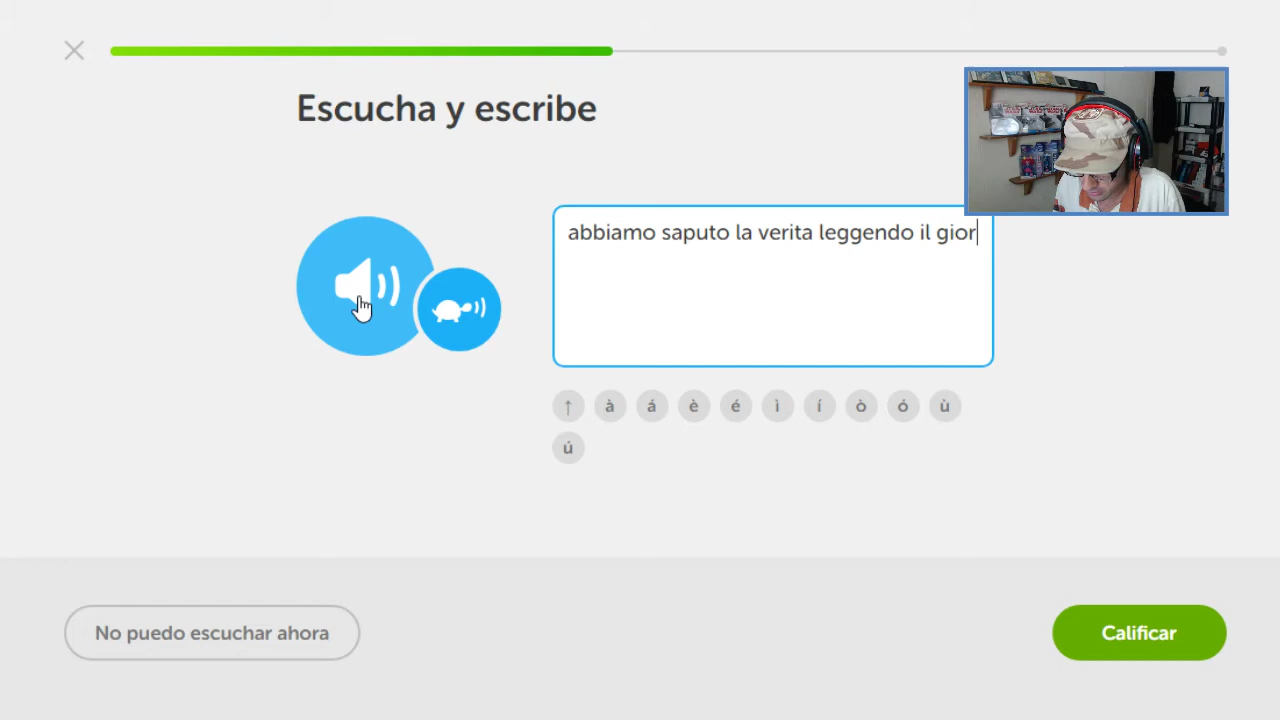 Escucha y escribe
abbiamo saputo la verita leggendo il gior
↑ à á è é ì í ò ó ù
ú
No puedo escuchar ahora
Calificar